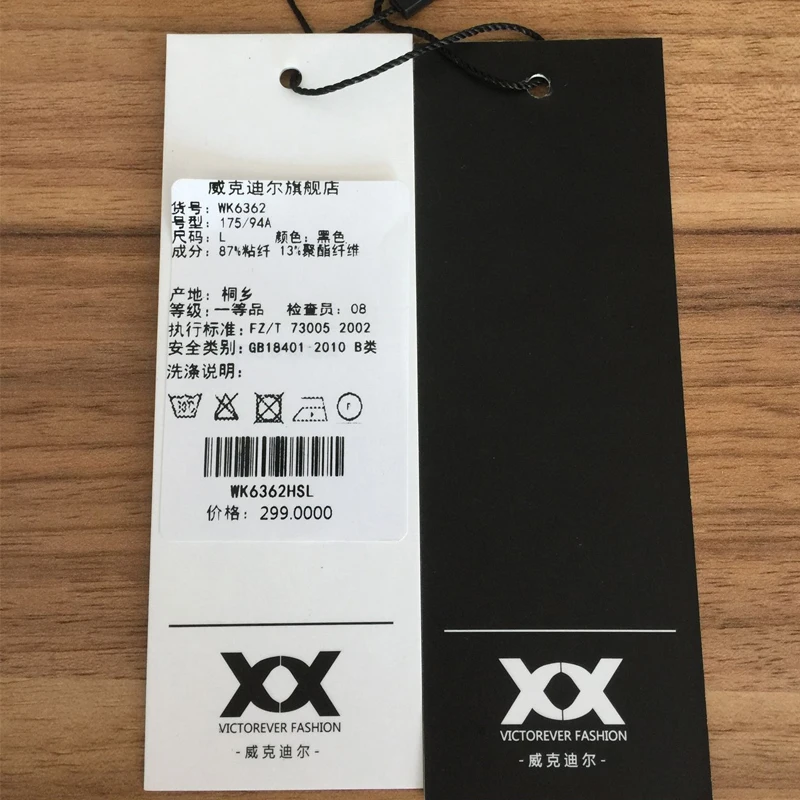 威克迪尔旗舰店
货号: WK6362
号型: 175/94A
尺码: L 颜色: 黑色
成分: 87%粘纤 13%聚酯纤维
产地: 桐乡
等级: 一等品 检查员: 08
执行标准: FZ/T 73005 2002
安全类别: GB18401-2010 B类
洗涤说明:
WK6362HSL
价格: 299.0000
VICTOREVER FASHION
-威克迪尔-
VICTOREVER FASHION
-威克迪尔-